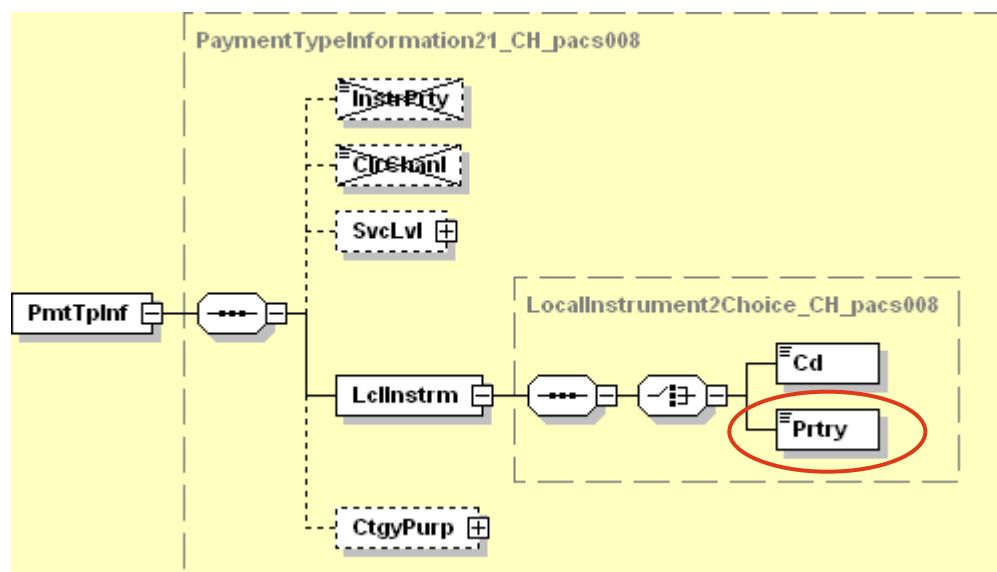 PaymentTypeInformation21_CH_pacs008
InstrPrty
ClrChanl
SvcLvl
PmtTpInf
LocalInstrument2Choice_CH_pacs008
Cd
LclInstrm
Prtry
CtgyPurp